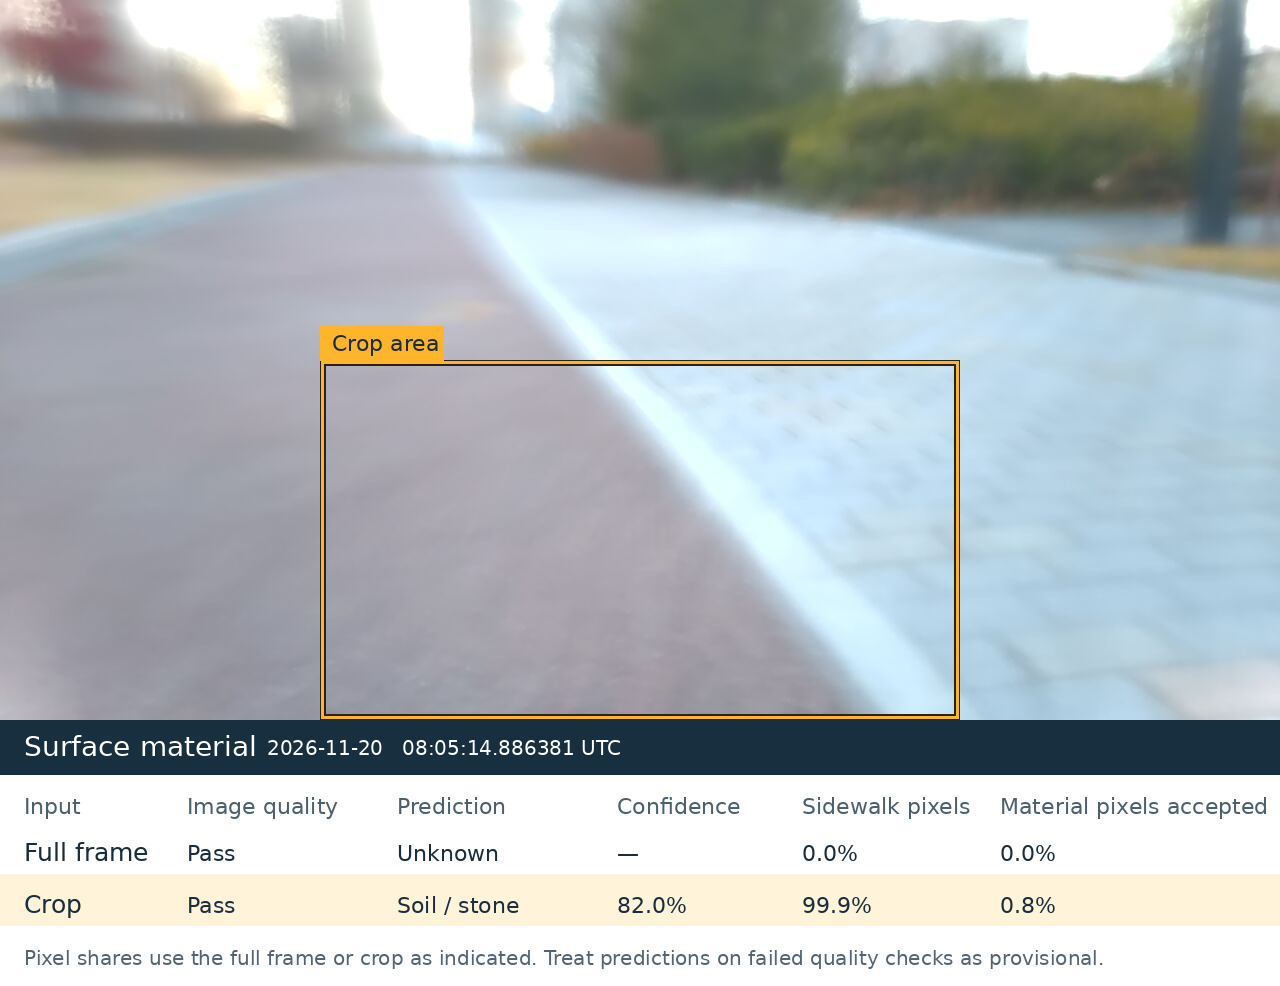 Crop area
Surface material 2026-11-20 08:05:14.886381 UTC
Input Image quality Prediction Confidence Sidewalk pixels Material pixels accepted
Full frame Pass Unknown — 0.0% 0.0%
Crop Pass Soil / stone 82.0% 99.9% 0.8%
Pixel shares use the full frame or crop as indicated. Treat predictions on failed quality checks as provisional.